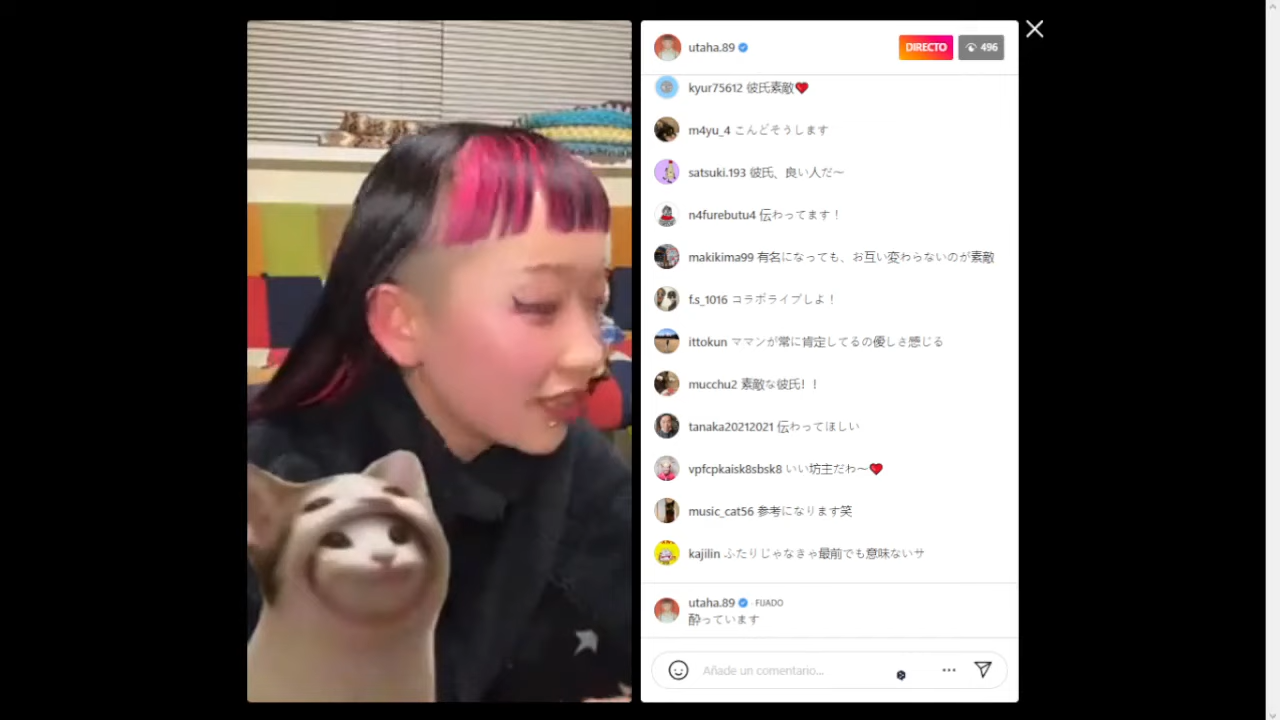 utaha.89
DIRECTO
496
kyur75612 彼氏素敵❤
m4yu_4 こんどそうします
satsuki.193 彼氏、良い人だ〜
n4furebutu4 伝わってます！
makikima99 有名になっても、お互い変わらないのが素敵
f.s_1016 コラボライブしよ！
ittokun ママンが常に肯定してるの優しさ感じる
mucchu2 素敵な彼氏！！
tanaka20212021 伝わってほしい
vpfcpkaisk8sbsk8 いい坊主だわ〜❤
music_cat56 参考になります笑
kajilin ふたりじゃなきゃ最前でも意味ないサ
utaha.89 · FIJADO
酔っています
Añade un comentario...